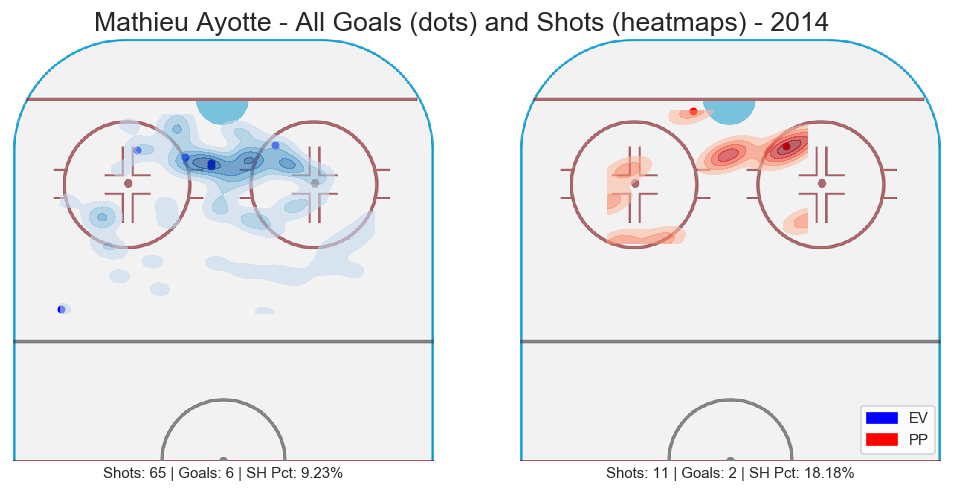 Mathieu Ayotte - All Goals (dots) and Shots (heatmaps) - 2014
EV
PP
Shots: 65 | Goals: 6 | SH Pct: 9.23%
Shots: 11 | Goals: 2 | SH Pct: 18.18%